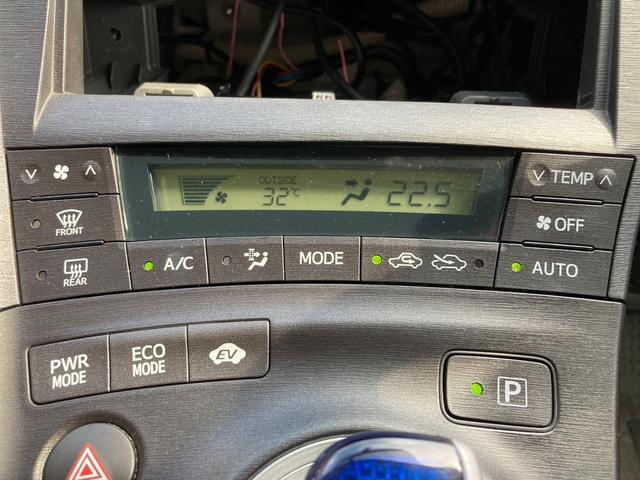 OUTSIDE
32°C
22.5
TEMP
FRONT
OFF
REAR
A/C
MODE
AUTO
PWR MODE
ECO MODE
EV
P